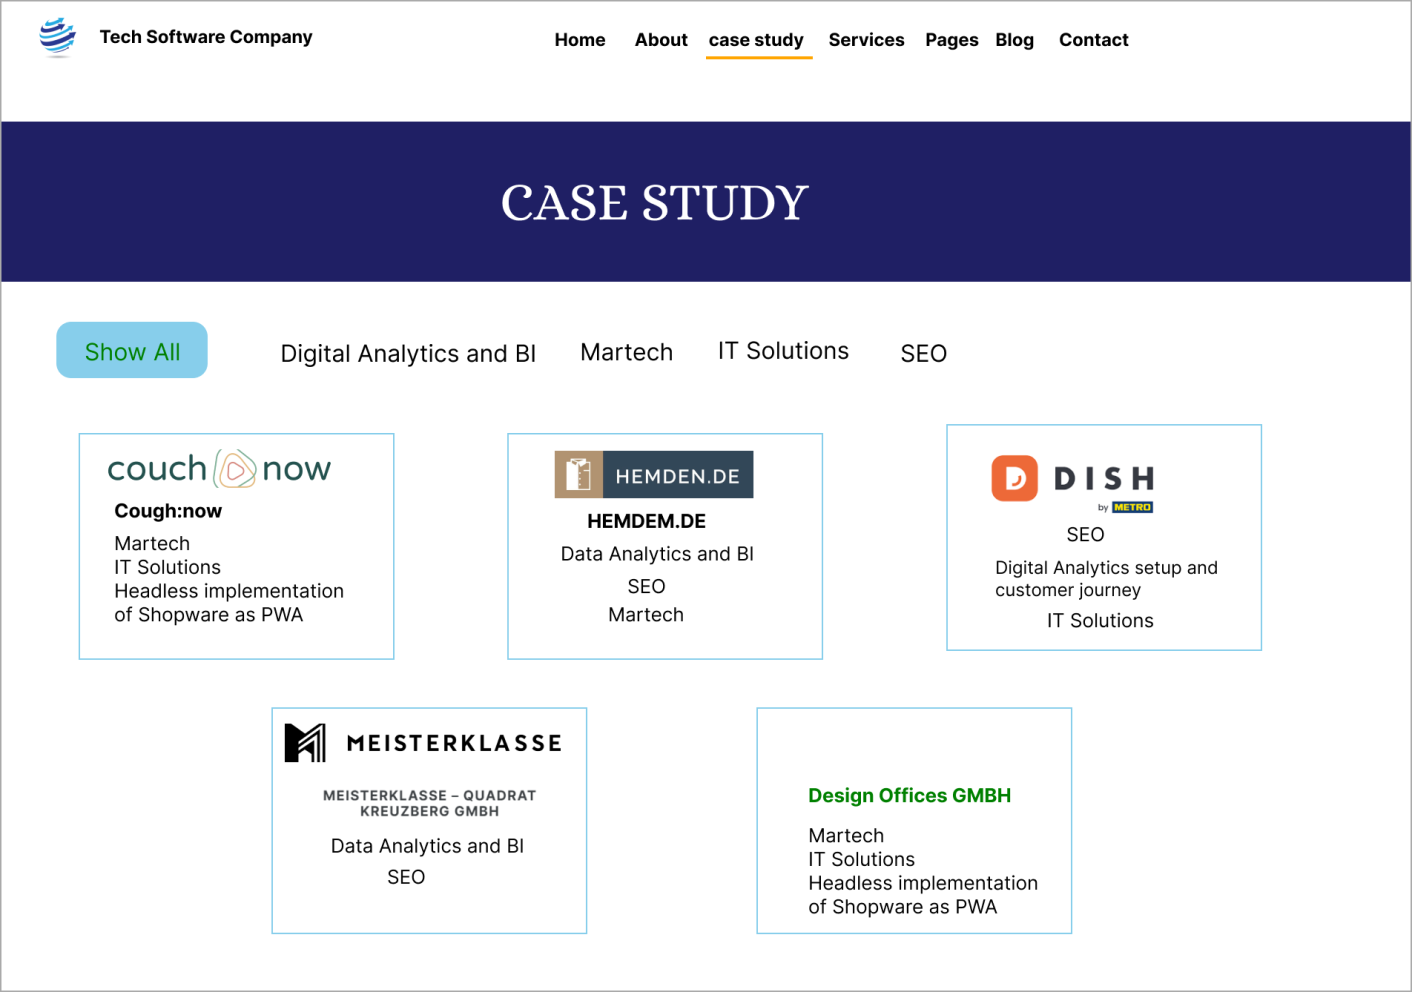 Tech Software Company
Home About case study Services Pages Blog Contact
CASE STUDY
Show All Digital Analytics and BI Martech IT Solutions SEO
couch now
Cough:now
Martech
IT Solutions
Headless implementation
of Shopware as PWA
HEMDEN.DE
HEMDEM.DE
Data Analytics and BI
SEO
Martech
D DISH
by METRO
SEO
Digital Analytics setup and
customer journey
IT Solutions
MEISTERKLASSE
MEISTERKLASSE – QUADRAT
KREUZBERG GMBH
Data Analytics and BI
SEO
Design Offices GMBH
Martech
IT Solutions
Headless implementation
of Shopware as PWA